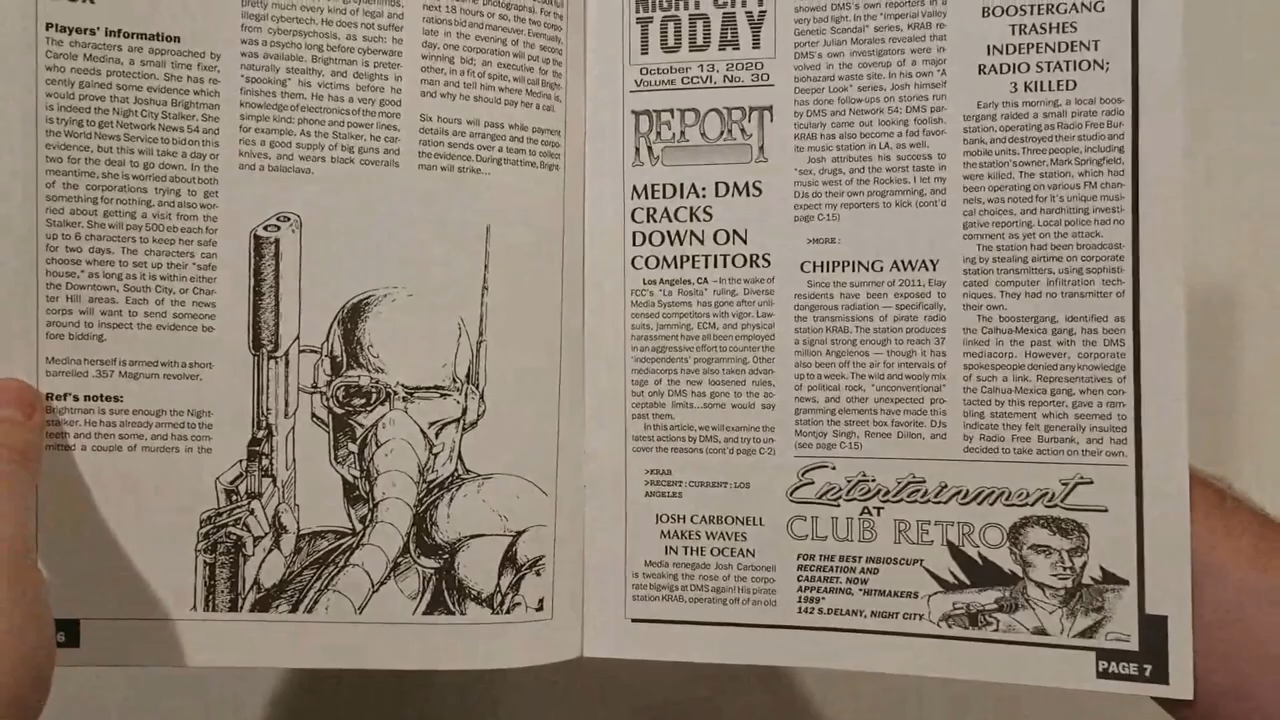 Players' information
The characters are approached by
Carole Medina, a small time fixer,
who needs protection. She has re-
cently gained some evidence which
would prove that Joshua Brightman
is indeed the Night City Stalker. She
is trying to get Network News 54 and
the World News Service to bid on this
evidence, but this will take a day or
two for the deal to go down. In the
meantime, she is worried about both
of the corporations trying to get
something for nothing, and also wor-
ried about getting a visit from the
Stalker. She will pay 500 eb each for
up to 6 characters to keep her safe
for two days. The characters can
choose where to set up their "safe
house," as long as it is within either
the Downtown, South City, or Char-
ter Hill areas. Each of the news
corps will want to send someone
around to inspect the evidence be-
fore bidding.
Medina herself is armed with a short-
barrelled .357 Magnum revolver.
Ref's notes:
Brightman is sure enough the Night-
stalker. He has already armed to the
teeth and then some, and has com-
mitted a couple of murders in the
pretty much every kind of legal and
illegal cybertech. He does not suffer
from cyberpsychosis, as such: he
was a psycho long before cyberware
was available. Brightman is preter-
naturally stealthy, and delights in
"spooking" his victims before he
finishes them. He has a very good
knowledge of electronics of the more
simple kind: phone and power lines,
for example. As the Stalker, he car-
ries a good supply of big guns and
knives, and wears black coveralls
and a balaclava.
photographs). For the
next 18 hours or so, the two corpo-
rations bid and maneuver. Eventually,
late in the evening of the second
day, one corporation will put up the
winning bid; an executive for the
other, in a fit of spite, will call Bright-
man and tell him where Medina is,
and why he should pay her a call.
Six hours will pass while payment
details are arranged and the corpo-
ration sends over a team to collect
the evidence. During that time, Bright-
man will strike...
6
NIGHT CITY
TODAY
October 13, 2020
VOLUME CCVI, No. 30
REPORT
MEDIA: DMS
CRACKS
DOWN ON
COMPETITORS
Los Angeles, CA – In the wake of
FCC's "La Rosita" ruling, Diverse
Media Systems has gone after unli-
censed competitors with vigor. Law-
suits, jamming, ECM, and physical
harassment have all been employed
in an aggressive effort to counter the
'independents' programming. Other
mediacorps have also taken advan-
tage of the new loosened rules,
but only DMS has gone to the ac-
ceptable limits...some would say
past them.
In this article, we will examine the
latest actions by DMS, and try to un-
cover the reasons (cont'd page C-2)
>KRAB
>RECENT:CURRENT:LOS
ANGELES
JOSH CARBONELL
MAKES WAVES
IN THE OCEAN
Media renegade Josh Carbonell
is tweaking the nose of the corpo-
rate bigwigs at DMS again! His pirate
station KRAB, operating off of an old
showed DMS's own reporters in a
very bad light. In the "Imperial Valley
Genetic Scandal" series, KRAB re-
porter Julian Morales revealed that
DMS's own investigators were in-
volved in the coverup of a major
biohazard waste site. In his own "A
Deeper Look" series, Josh himself
has done follow-ups on stories run
by DMS and Network 54; DMS par-
ticularly came out looking foolish.
KRAB has also become a fad favor-
ite music station in LA, as well.
Josh attributes his success to
"sex, drugs, and the worst taste in
music west of the Rockies. I let my
DJs do their own programming, and
expect my reporters to kick (cont'd
page C-15)
>MORE:
CHIPPING AWAY
Since the summer of 2011, Elay
residents have been exposed to
dangerous radiation — specifically,
the transmissions of pirate radio
station KRAB. The station produces
a signal strong enough to reach 37
million Angelenos — though it has
also been off the air for intervals of
up to a week. The wild and wooly mix
of political rock, "unconventional"
news, and other unexpected pro-
gramming elements have made this
station the street box favorite. DJs
Montjoy Singh, Renee Dillon, and
(see page C-15)
BOOSTERGANG
TRASHES
INDEPENDENT
RADIO STATION;
3 KILLED
Early this morning, a local boos-
tergang raided a small pirate radio
station, operating as Radio Free Bur-
bank, and destroyed their studio and
mobile units. Three people, including
the station's owner, Mark Springfield,
were killed. The station, which had
been operating on various FM chan-
nels, was noted for it's unique musi-
cal choices, and hardhitting investi-
gative reporting. Local police had no
comment as yet on the attack.
The station had been broadcast-
ing by stealing airtime on corporate
station transmitters, using sophisti-
cated computer infiltration tech-
niques. They had no transmitter of
their own.
The boostergang, identified as
the Calhua-Mexica gang, has been
linked in the past with the DMS
mediacorp. However, corporate
spokespeople denied any knowledge
of such a link. Representatives of
the Calhua-Mexica gang, when con-
tacted by this reporter, gave a ram-
bling statement which seemed to
indicate they felt generally insulted
by Radio Free Burbank, and had
decided to take action on their own.
Entertainment
AT
CLUB RETRO
FOR THE BEST INBIOSCUPT
RECREATION AND
CABARET. NOW
APPEARING, "HITMAKERS
1989"
142 S.DELANY, NIGHT CITY
PAGE 7